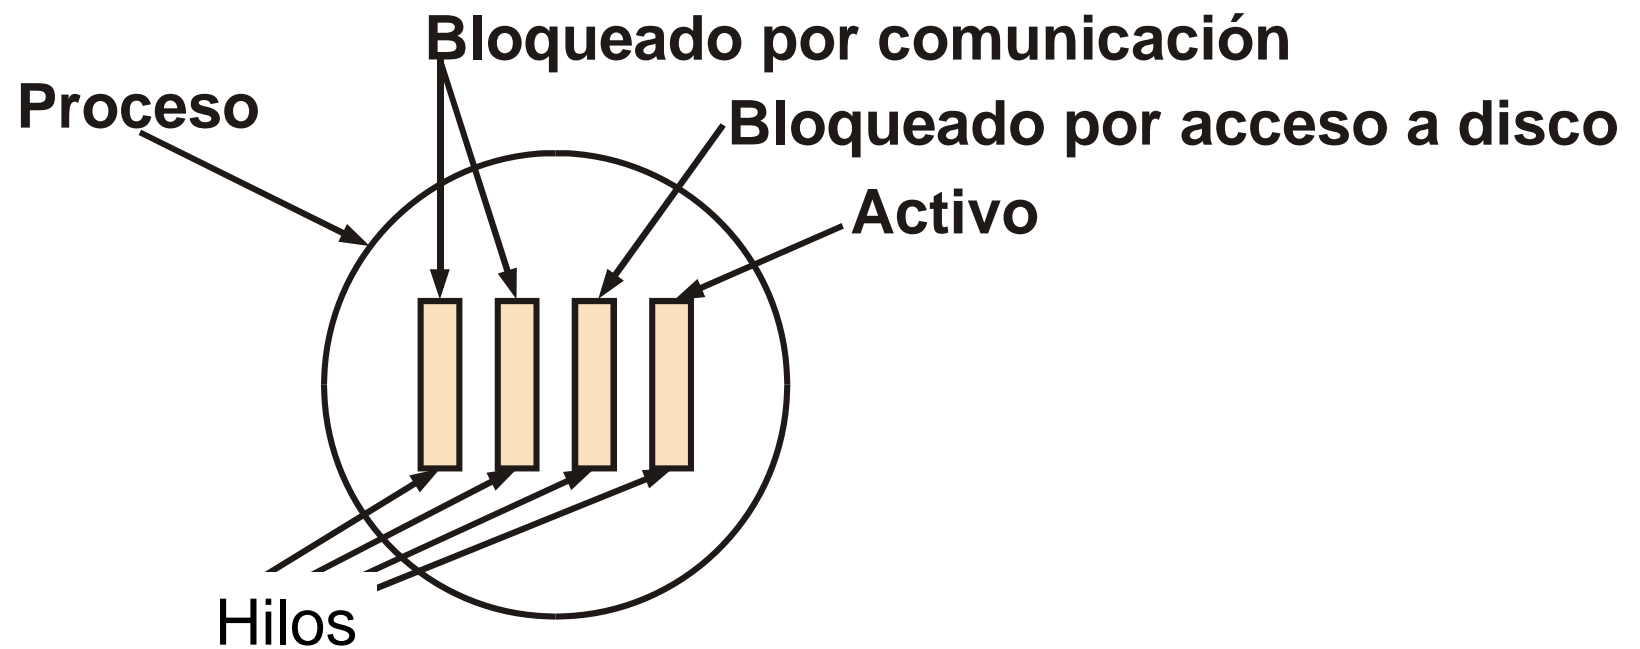 Bloqueado por comunicación
Proceso
Bloqueado por acceso a disco
Activo
Hilos